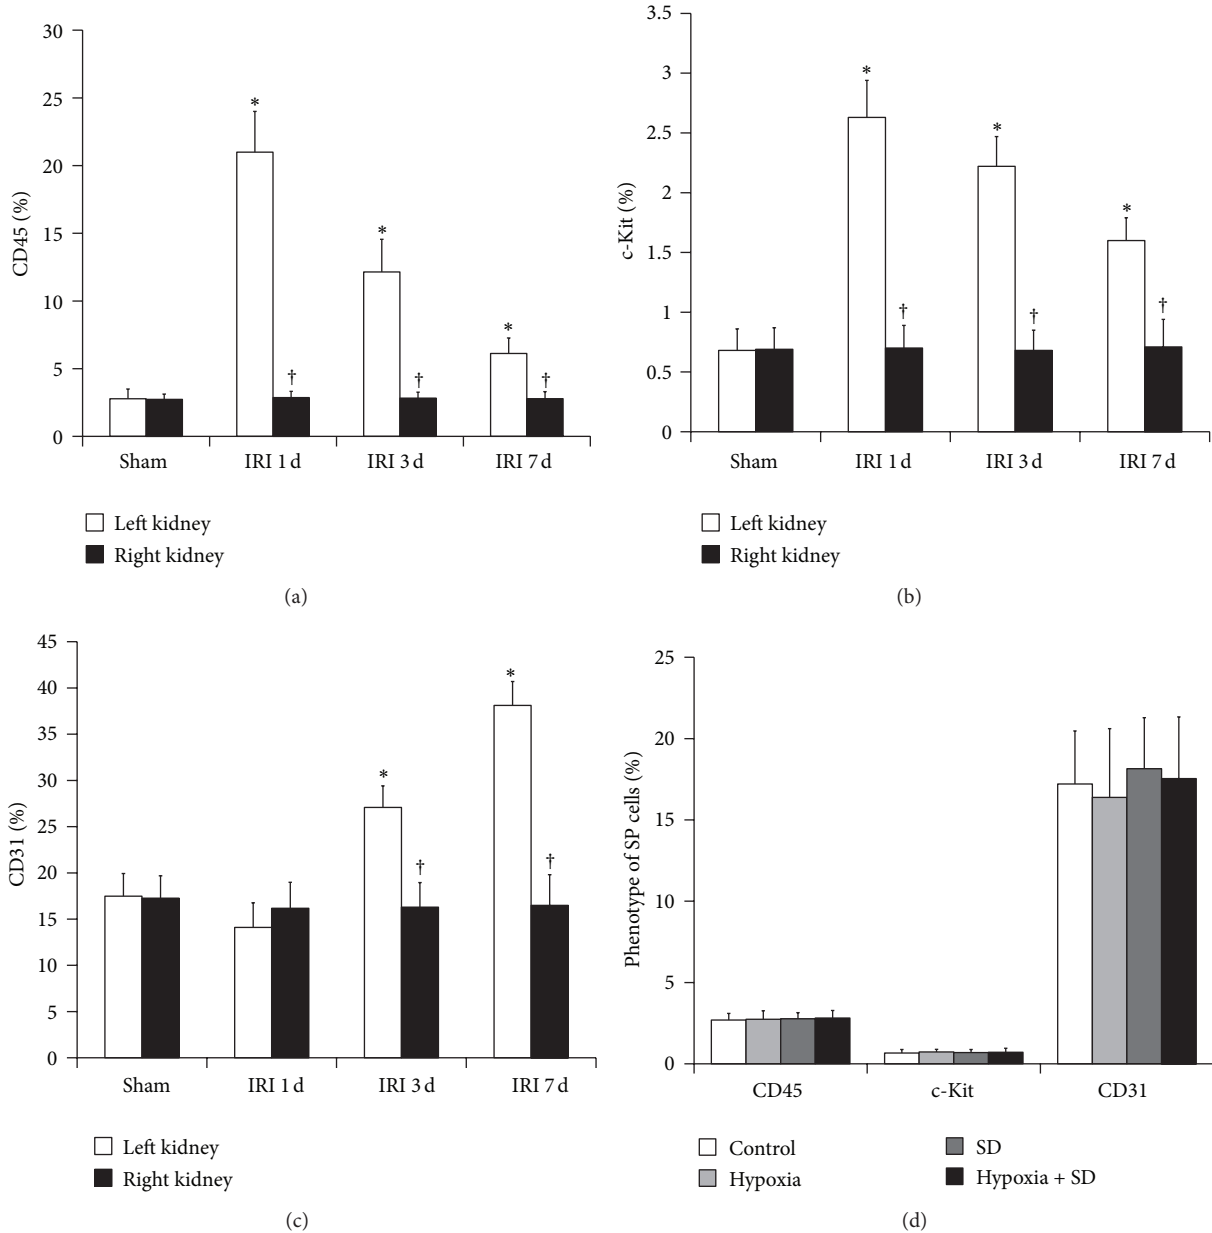 30
25
20
15
10
5
0
CD45 (%)
*
*
*
†
†
†
Sham
IRI 1 d
IRI 3 d
IRI 7 d
Left kidney
Right kidney
(a)
3.5
3
2.5
2
1.5
1
0.5
0
c-Kit (%)
*
*
*
†
†
†
Sham
IRI 1 d
IRI 3 d
IRI 7 d
Left kidney
Right kidney
(b)
45
40
35
30
25
20
15
10
5
0
CD31 (%)
*
*
†
†
Sham
IRI 1 d
IRI 3 d
IRI 7 d
Left kidney
Right kidney
(c)
25
20
15
10
5
0
Phenotype of SP cells (%)
CD45
c-Kit
CD31
Control
Hypoxia
SD
Hypoxia + SD
(d)